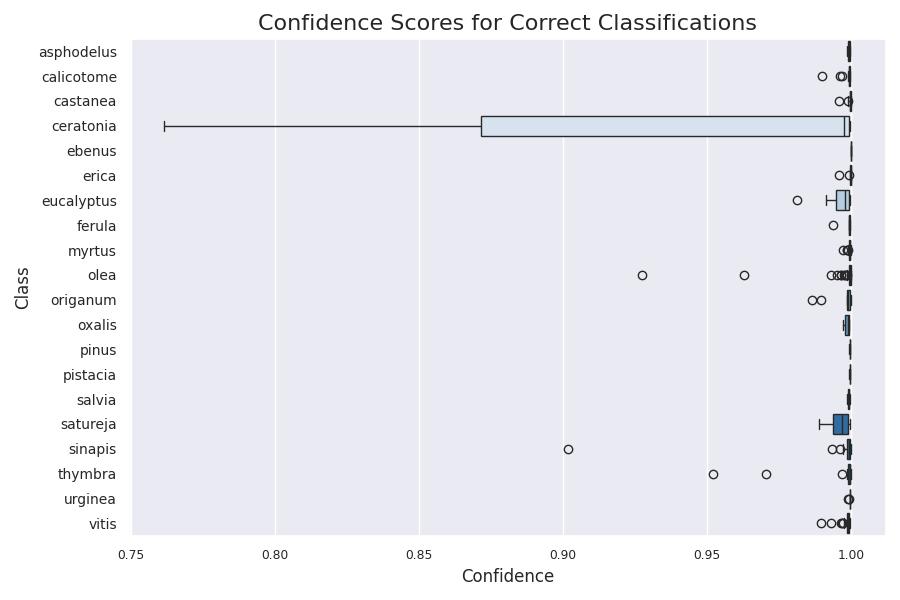 Confidence Scores for Correct Classifications
asphodelus
calicotome
castanea
ceratonia
ebenus
erica
eucalyptus
ferula
myrtus
olea
origanum
oxalis
pinus
pistacia
salvia
satureja
sinapis
thymbra
urginea
vitis
Class
0.75 0.80 0.85 0.90 0.95 1.00
Confidence